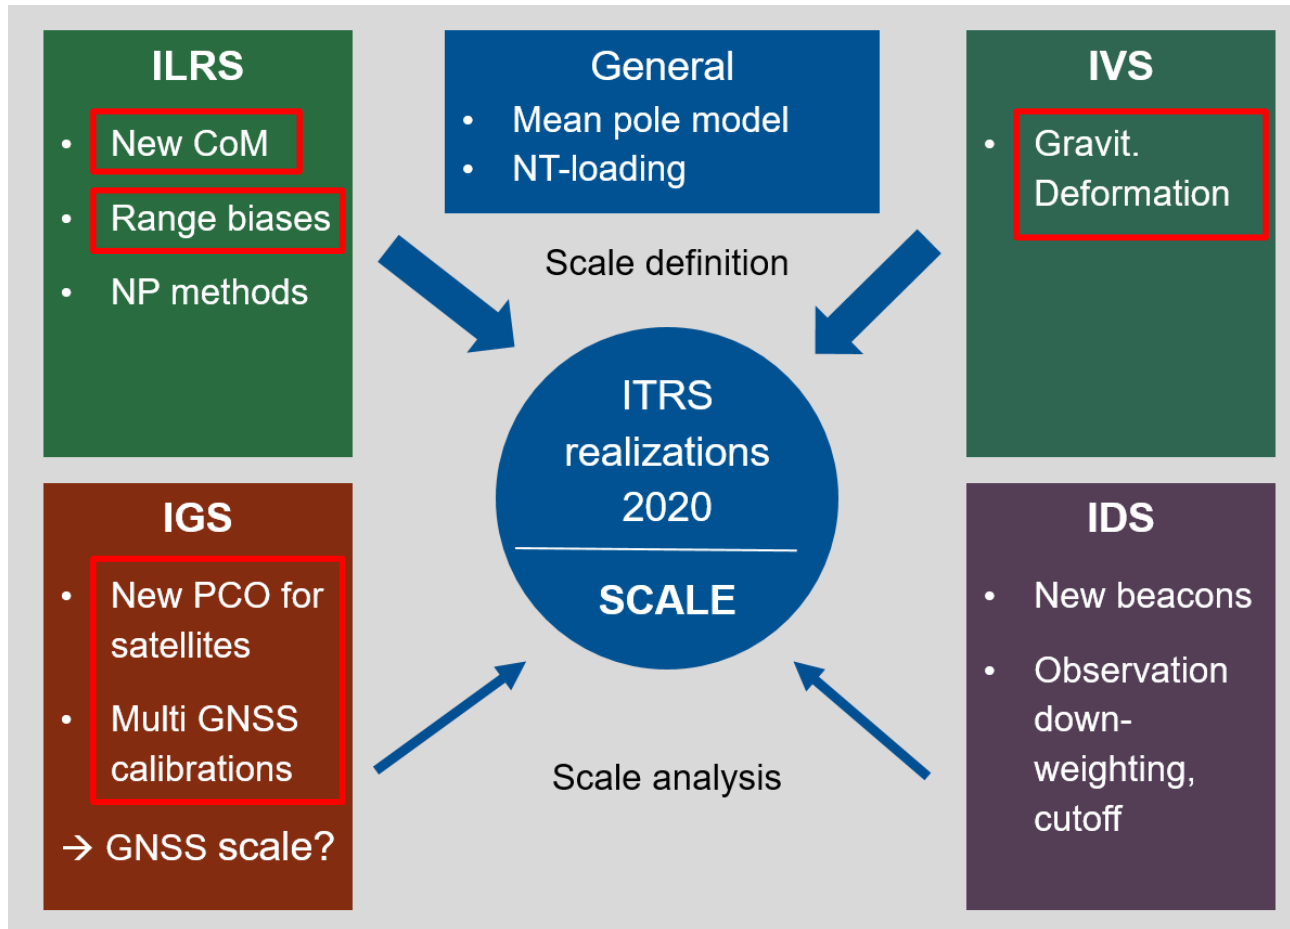 ILRS
• New CoM
• Range biases
• NP methods
General
• Mean pole model
• NT-loading
IVS
• Gravit.
Deformation
Scale definition
ITRS
realizations
2020
SCALE
IGS
• New PCO for
satellites
• Multi GNSS
calibrations
→ GNSS scale?
Scale analysis
IDS
• New beacons
• Observation
down-
weighting,
cutoff